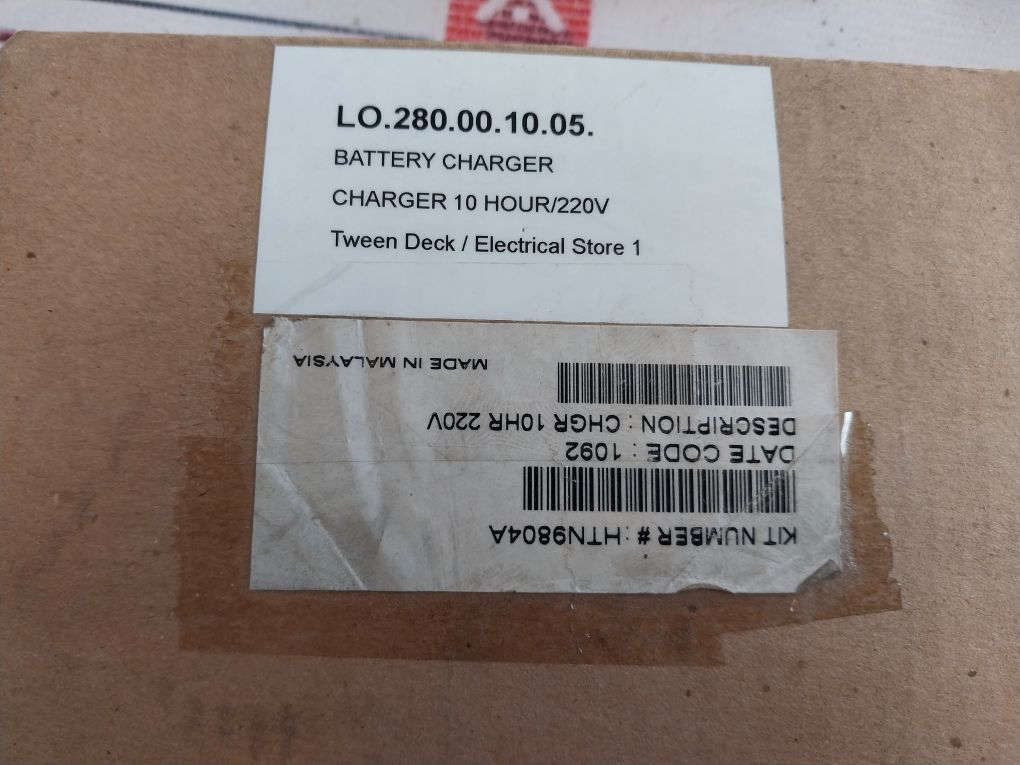 LO.280.00.10.05.
BATTERY CHARGER
CHARGER 10 HOUR/220V
Tween Deck / Electrical Store 1
KIT NUMBER # : HTN9804A
DATE CODE : 1092
DESCRIPTION : CHGR 10HR 220V
MADE IN MALAYSIA